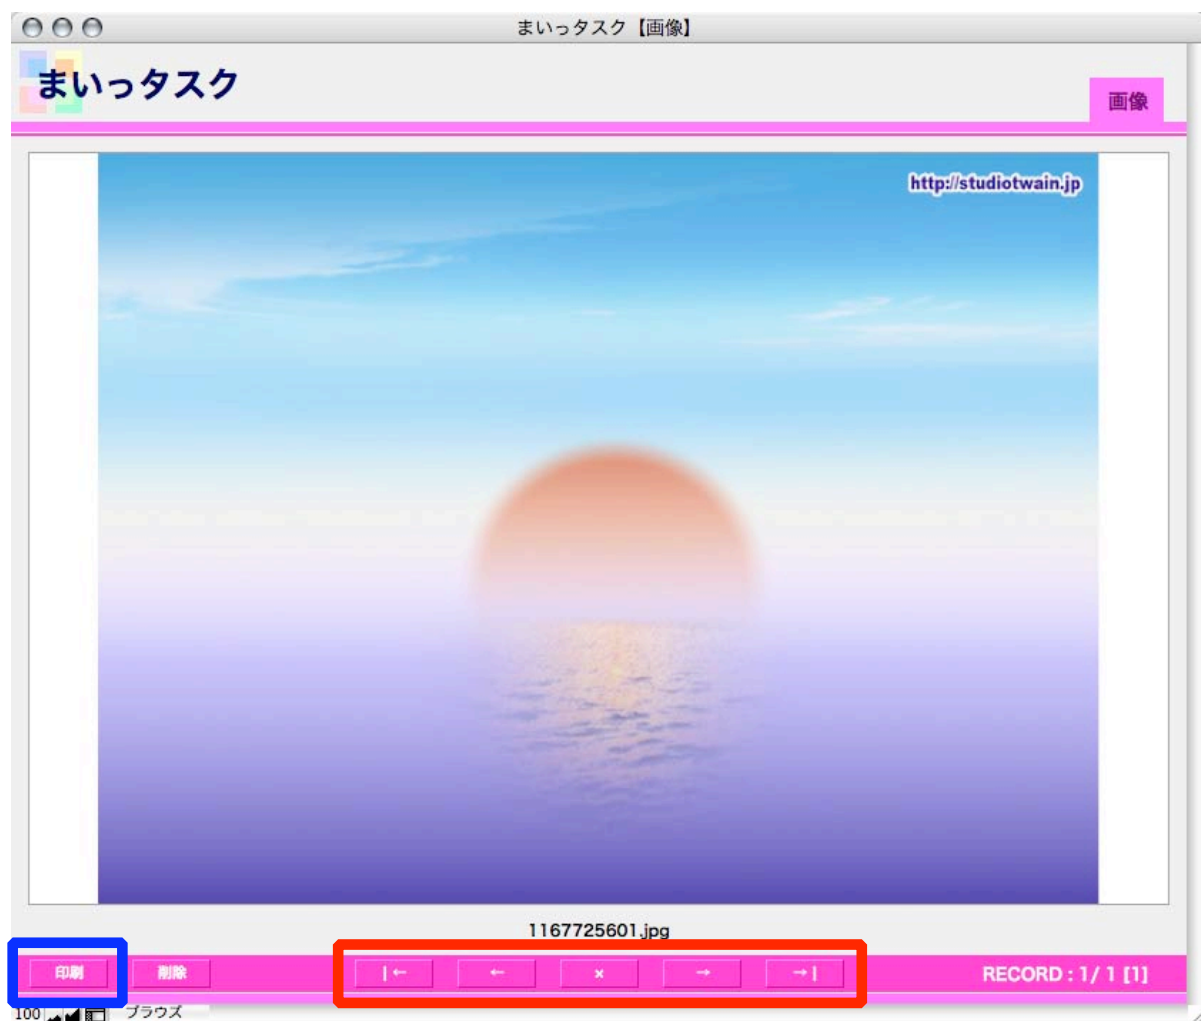 まいっタスク【画像】
まいっタスク
画像
http://studiotwain.jp
1167725601.jpg
印刷 削除 |← ← × → →| RECORD : 1/ 1 [1]
100 ブラウズ